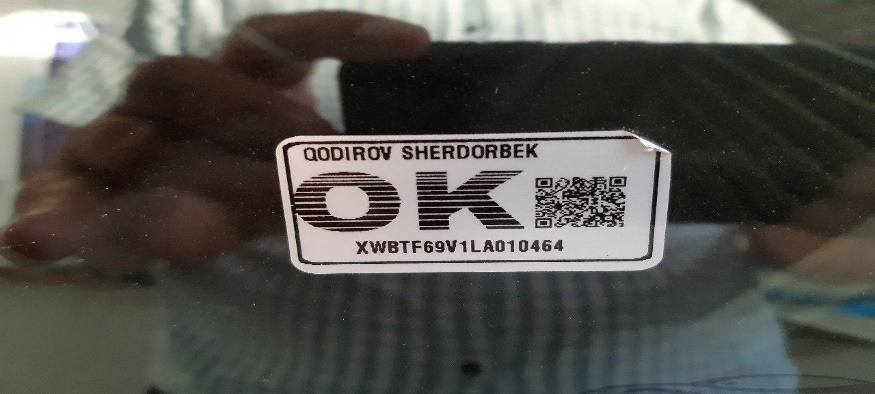 QODIROV SHERDORBEK
OK
XWBTF69V1LA010464